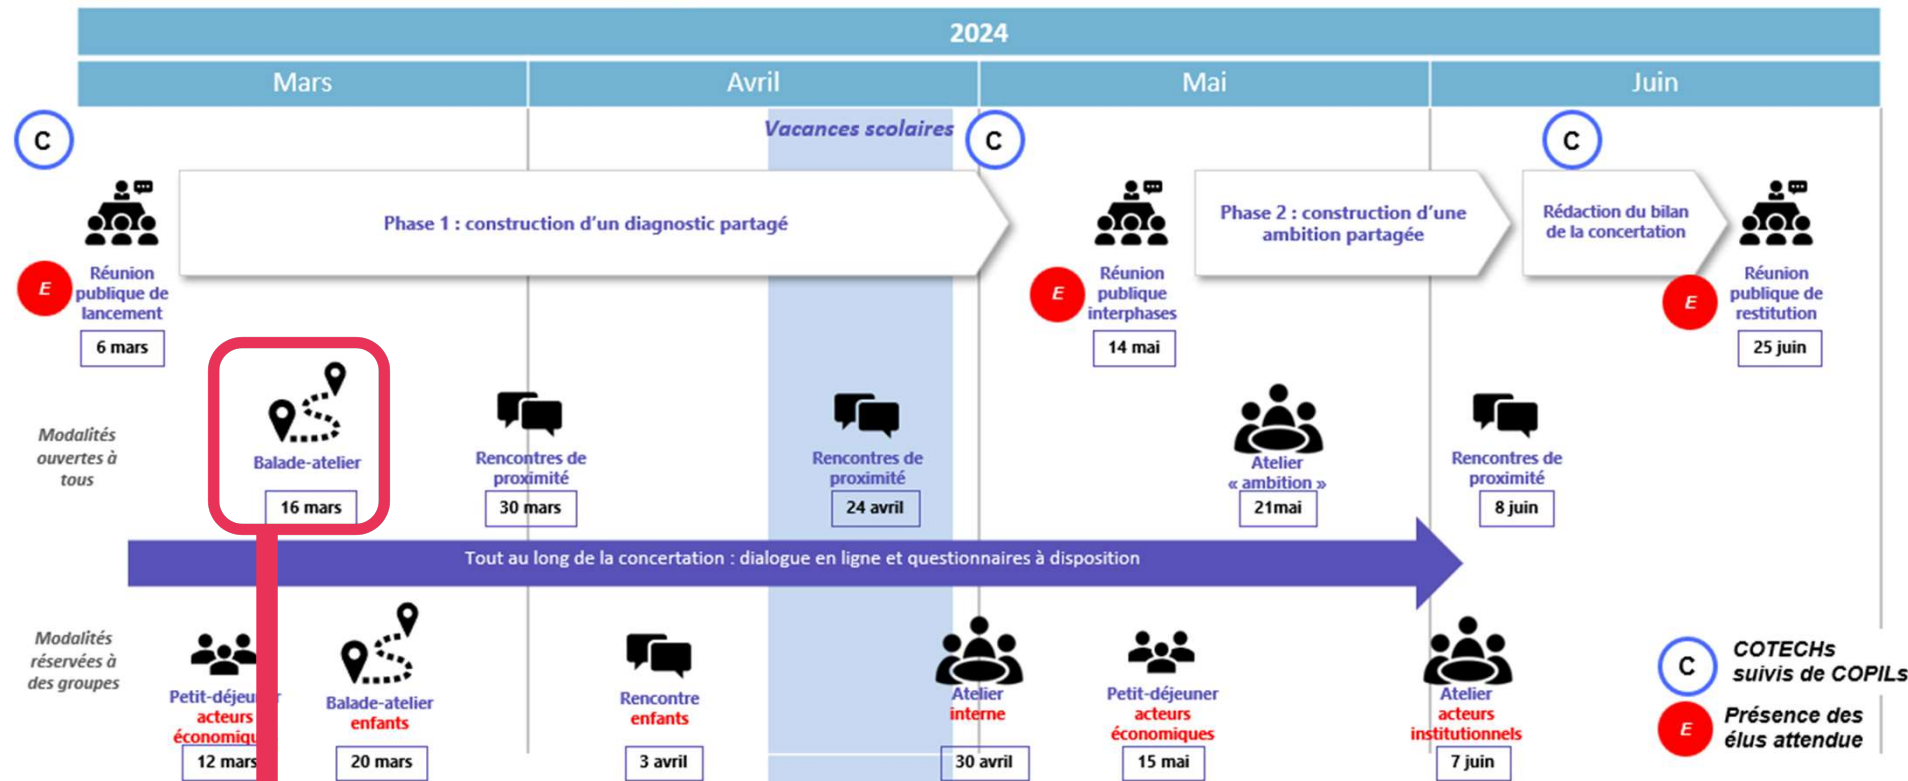 2024
Mars
Avril
Mai
Juin
Vacances scolaires
C
C
C
Phase 1 : construction d'un diagnostic partagé
Phase 2 : construction d'une
ambition partagée
Rédaction du bilan
de la concertation
E
Réunion
publique de
lancement
6 mars
E
Réunion
publique
interphases
14 mai
E
Réunion
publique de
restitution
25 juin
Modalités
ouvertes à
tous
Balade-atelier
16 mars
Rencontres de
proximité
30 mars
Rencontres de
proximité
24 avril
Atelier
« ambition »
21mai
Rencontres de
proximité
8 juin
Tout au long de la concertation : dialogue en ligne et questionnaires à disposition
Modalités
réservées à
des groupes
Petit-déjeuner
acteurs
économiqu
12 mars
Balade-atelier
enfants
20 mars
Rencontre
enfants
3 avril
Atelier
interne
30 avril
Petit-déjeuner
acteurs
économiques
15 mai
Atelier
acteurs
institutionnels
7 juin
C
COTECHs
suivis de COPILs
E
Présence des
élus attendue